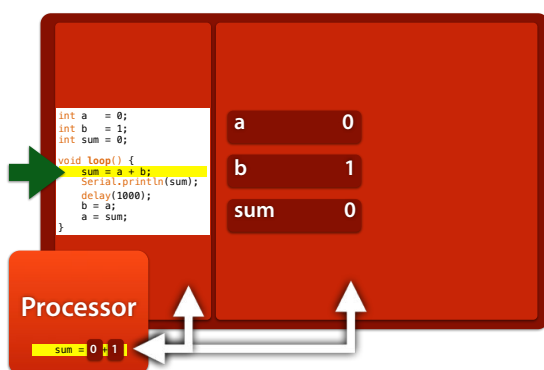 int a   = 0;
int b   = 1;
int sum = 0;
void loop() {
sum = a + b;
Serial.println(sum);
delay(1000);
b = a;
a = sum;
}
a 0
b 1
sum 0
Processor
sum = 0 + 1